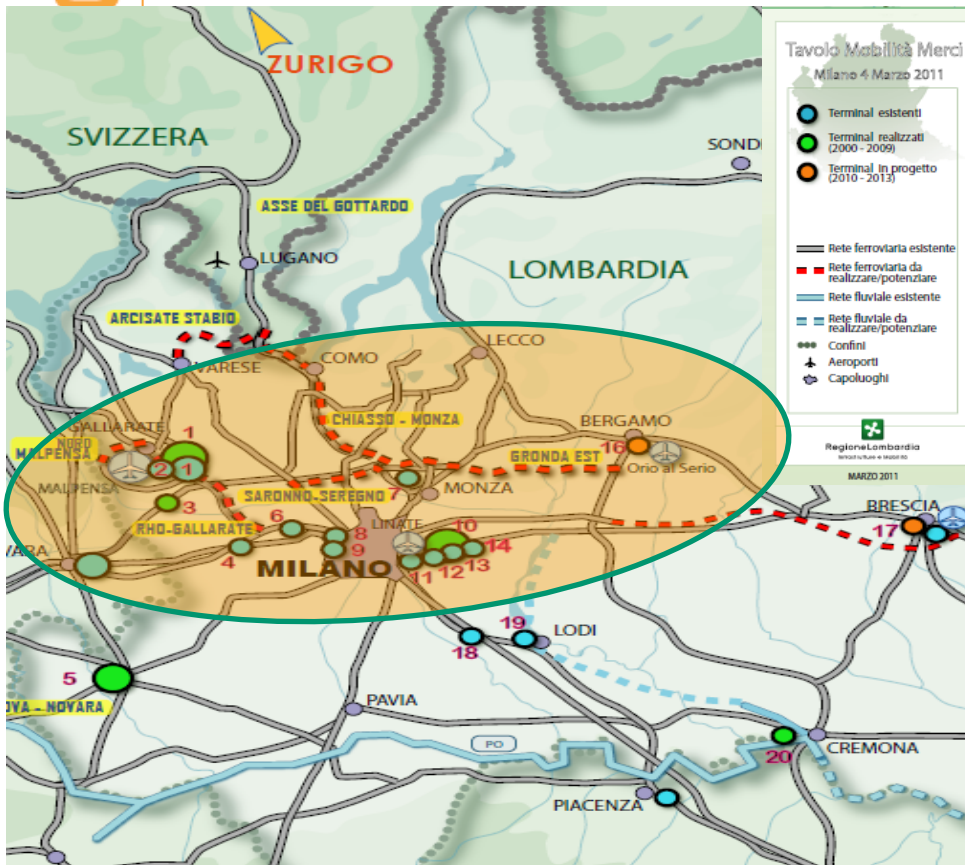 ZURIGO
SVIZZERA
SOND
ASSE DEL GOTTARDO
LUGANO
LOMBARDIA
ARCISATE STABIO
LECCO
COMO
VARESE
CHIASSO - MONZA
GALLARATE
1
BERGAMO
NORD
MALPENSA
16
GRONDA EST
2
1
Orio al Serio
MALPENSA
7
MONZA
SARONNO-SEREGNO
3
RHO-GALLARATE
6
LINATE
10
8
BRESCIA
17
VARA
4
9
14
13
12
11
MILANO
19
LODI
18
5
OVA - NOVARA
PAVIA
PO
20
CREMONA
PIACENZA
Tavolo Mobilità Merci
Milano 4 Marzo 2011
Terminal esistenti
Terminal realizzati
(2000 - 2009)
Terminal in progetto
(2010 - 2013)
Rete ferroviaria esistente
Rete ferroviaria da
realizzare/potenziare
Rete fluviale esistente
Rete fluviale da
realizzare/potenziare
Confini
Aeroporti
Capoluoghi
RegioneLombardia
Infrastrutture e Mobilità
MARZO 2011